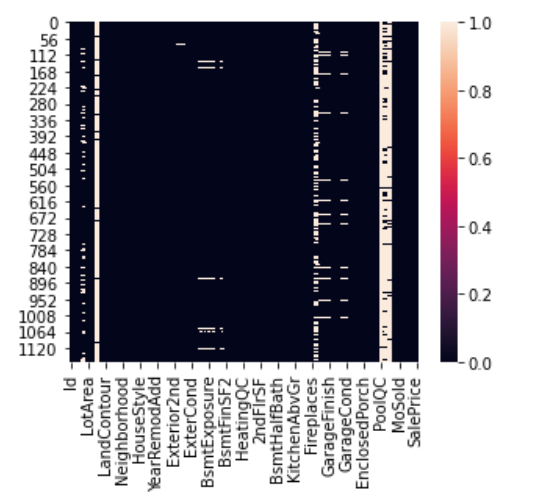 0
56
112
168
224
280
336
392
448
504
560
616
672
728
784
840
896
952
1008
1064
1120
1.0
0.8
0.6
0.4
0.2
0.0
Id
LotArea
LandContour
Neighborhood
HouseStyle
YearRemodAdd
Exterior2nd
ExterCond
BsmtExposure
BsmtFinSF2
HeatingQC
2ndFlrSF
BsmtHalfBath
KitchenAbvGr
Fireplaces
GarageFinish
GarageCond
EnclosedPorch
PoolQC
MoSold
SalePrice